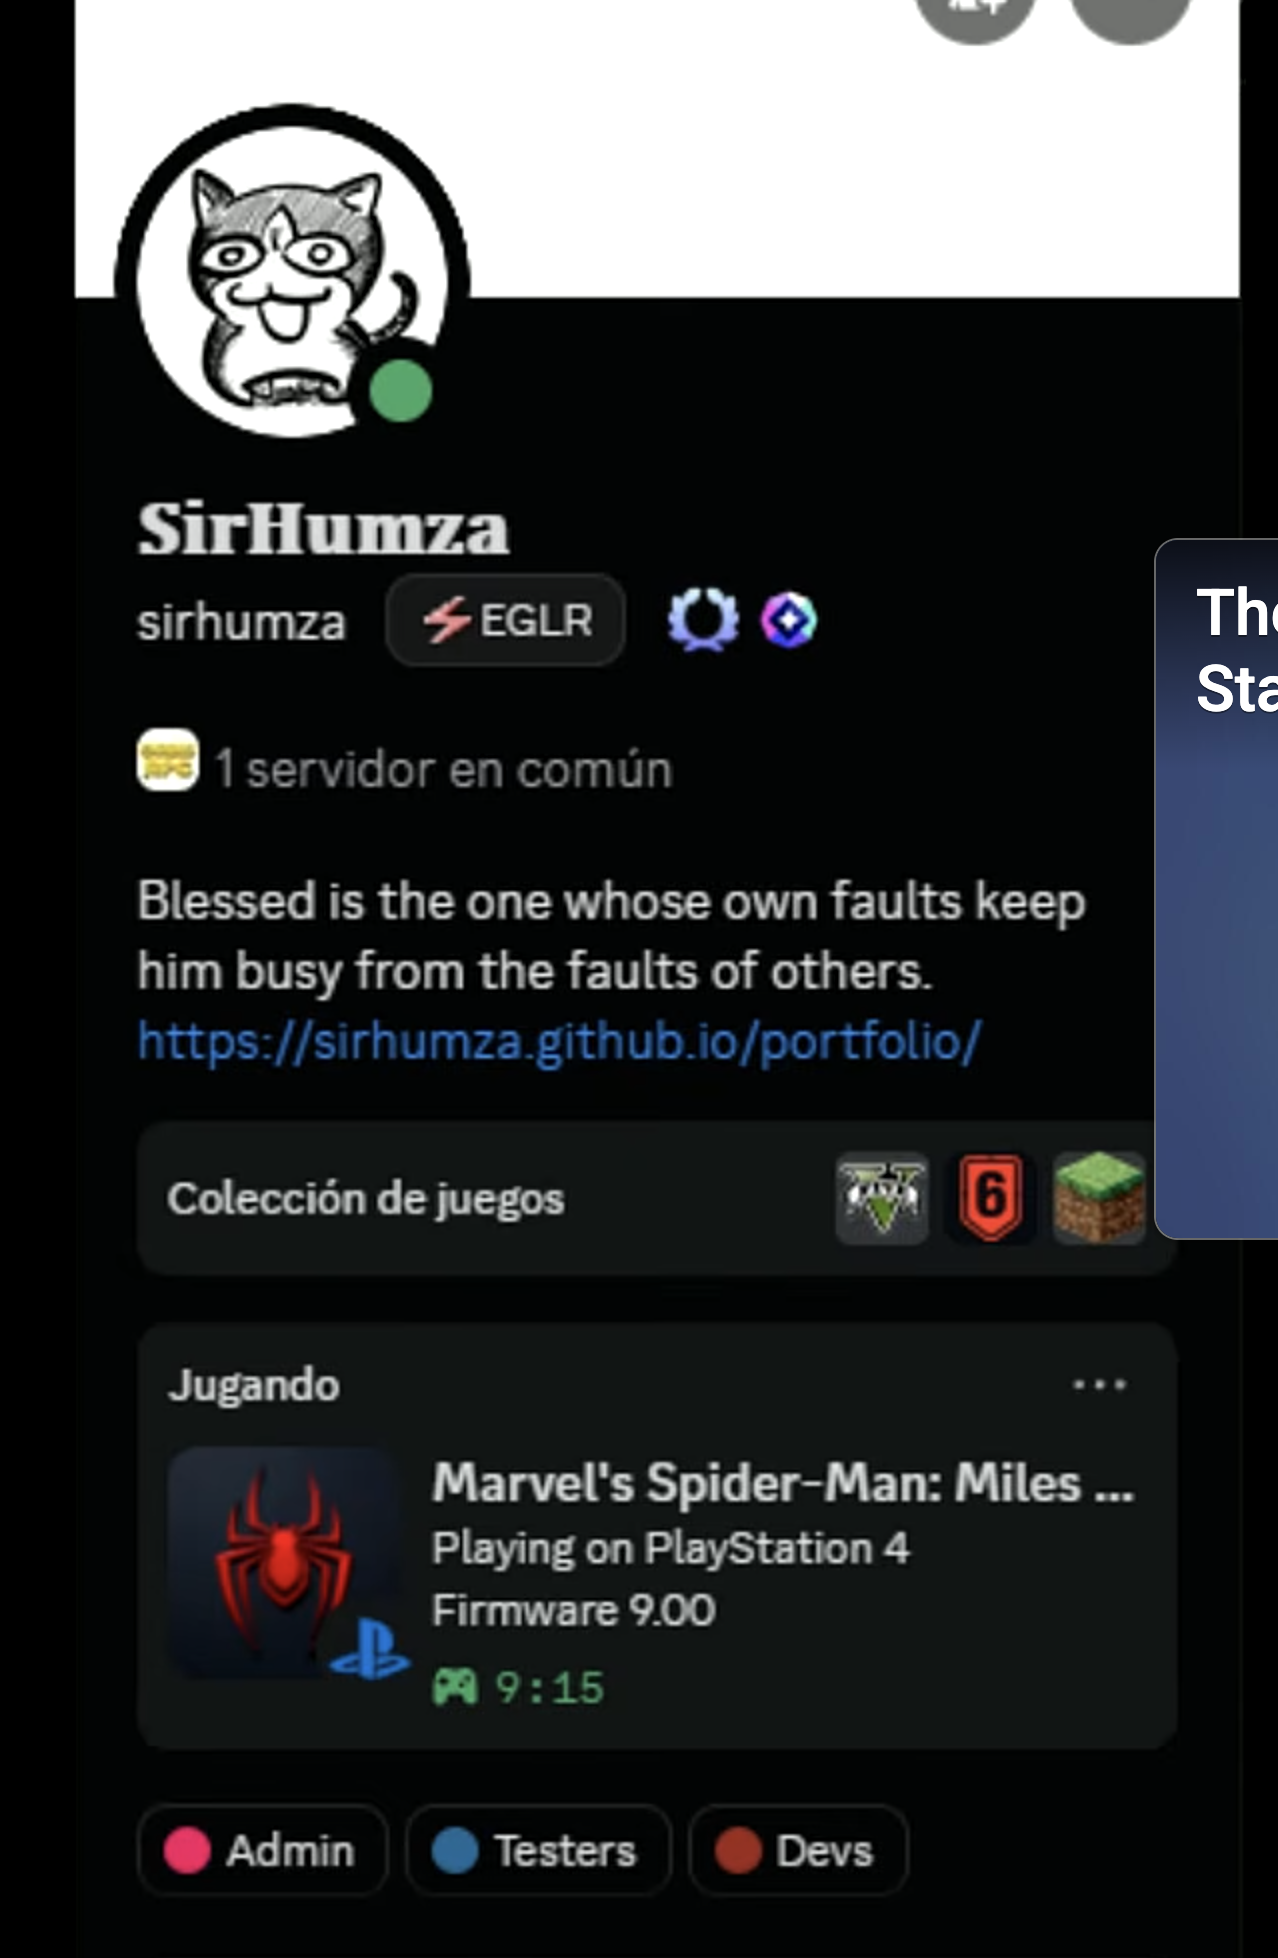 SirHumza
sirhumza
EGLR
1 servidor en común
Blessed is the one whose own faults keep
him busy from the faults of others.
https://sirhumza.github.io/portfolio/
Colección de juegos
6
Jugando
Marvel's Spider-Man: Miles ...
Playing on PlayStation 4
Firmware 9.00
9:15
Admin
Testers
Devs